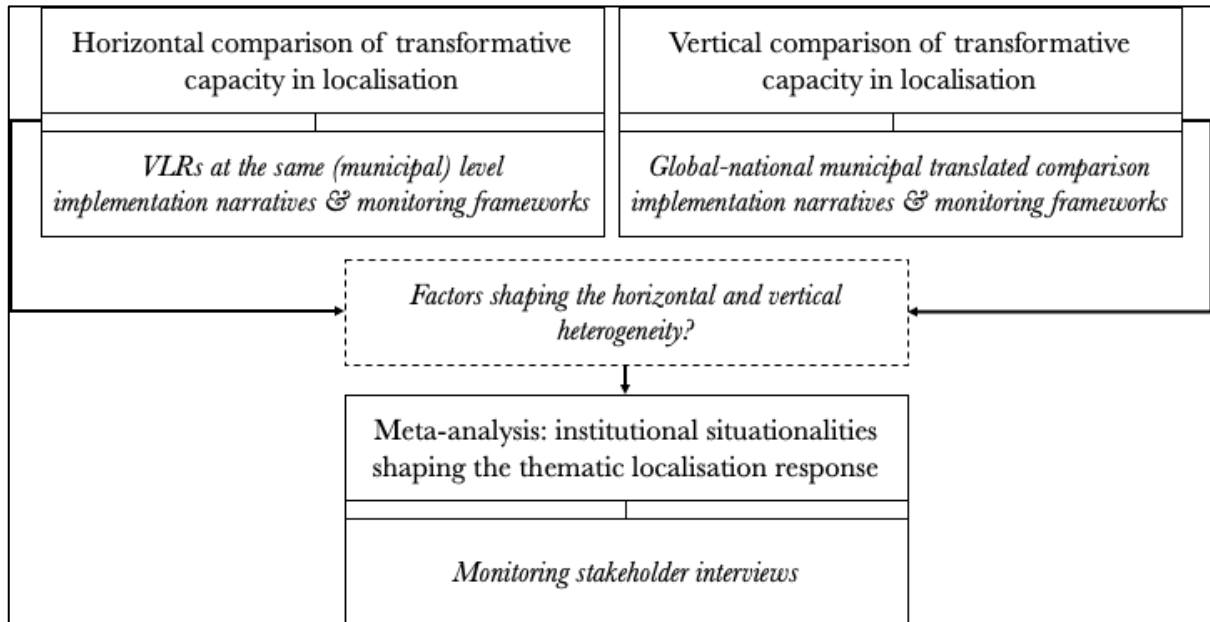 Horizontal comparison of transformative
capacity in localisation
VLRs at the same (municipal) level
implementation narratives & monitoring frameworks
Vertical comparison of transformative
capacity in localisation
Global-national municipal translated comparison
implementation narratives & monitoring frameworks
Factors shaping the horizontal and vertical
heterogeneity?
Meta-analysis: institutional situationalities
shaping the thematic localisation response
Monitoring stakeholder interviews